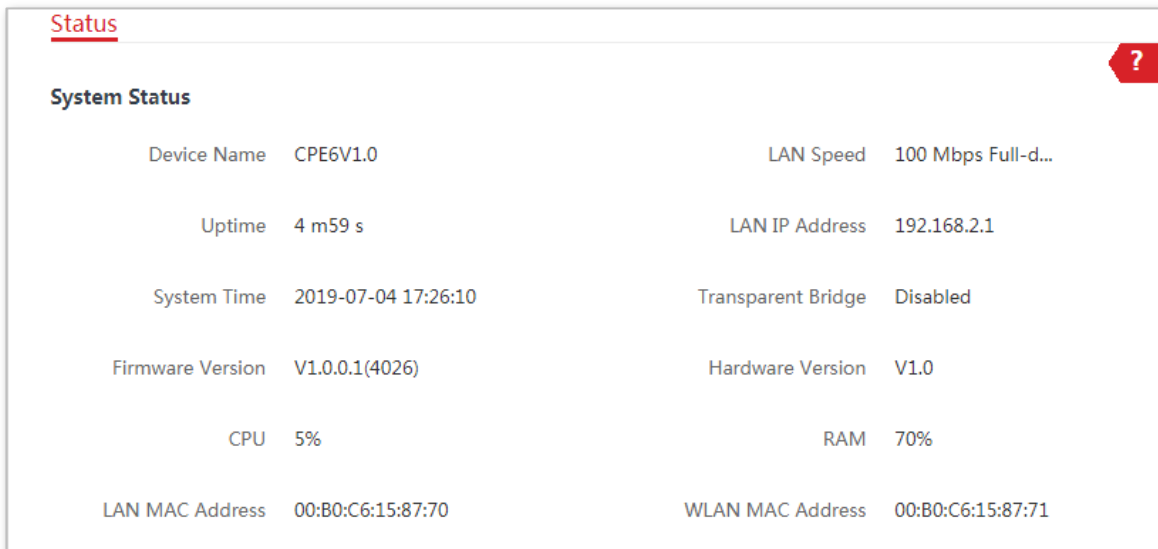 Status
?
System Status
Device Name CPE6V1.0 LAN Speed 100 Mbps Full-d...
Uptime 4 m59 s LAN IP Address 192.168.2.1
System Time 2019-07-04 17:26:10 Transparent Bridge Disabled
Firmware Version V1.0.0.1(4026) Hardware Version V1.0
CPU 5% RAM 70%
LAN MAC Address 00:B0:C6:15:87:70 WLAN MAC Address 00:B0:C6:15:87:71